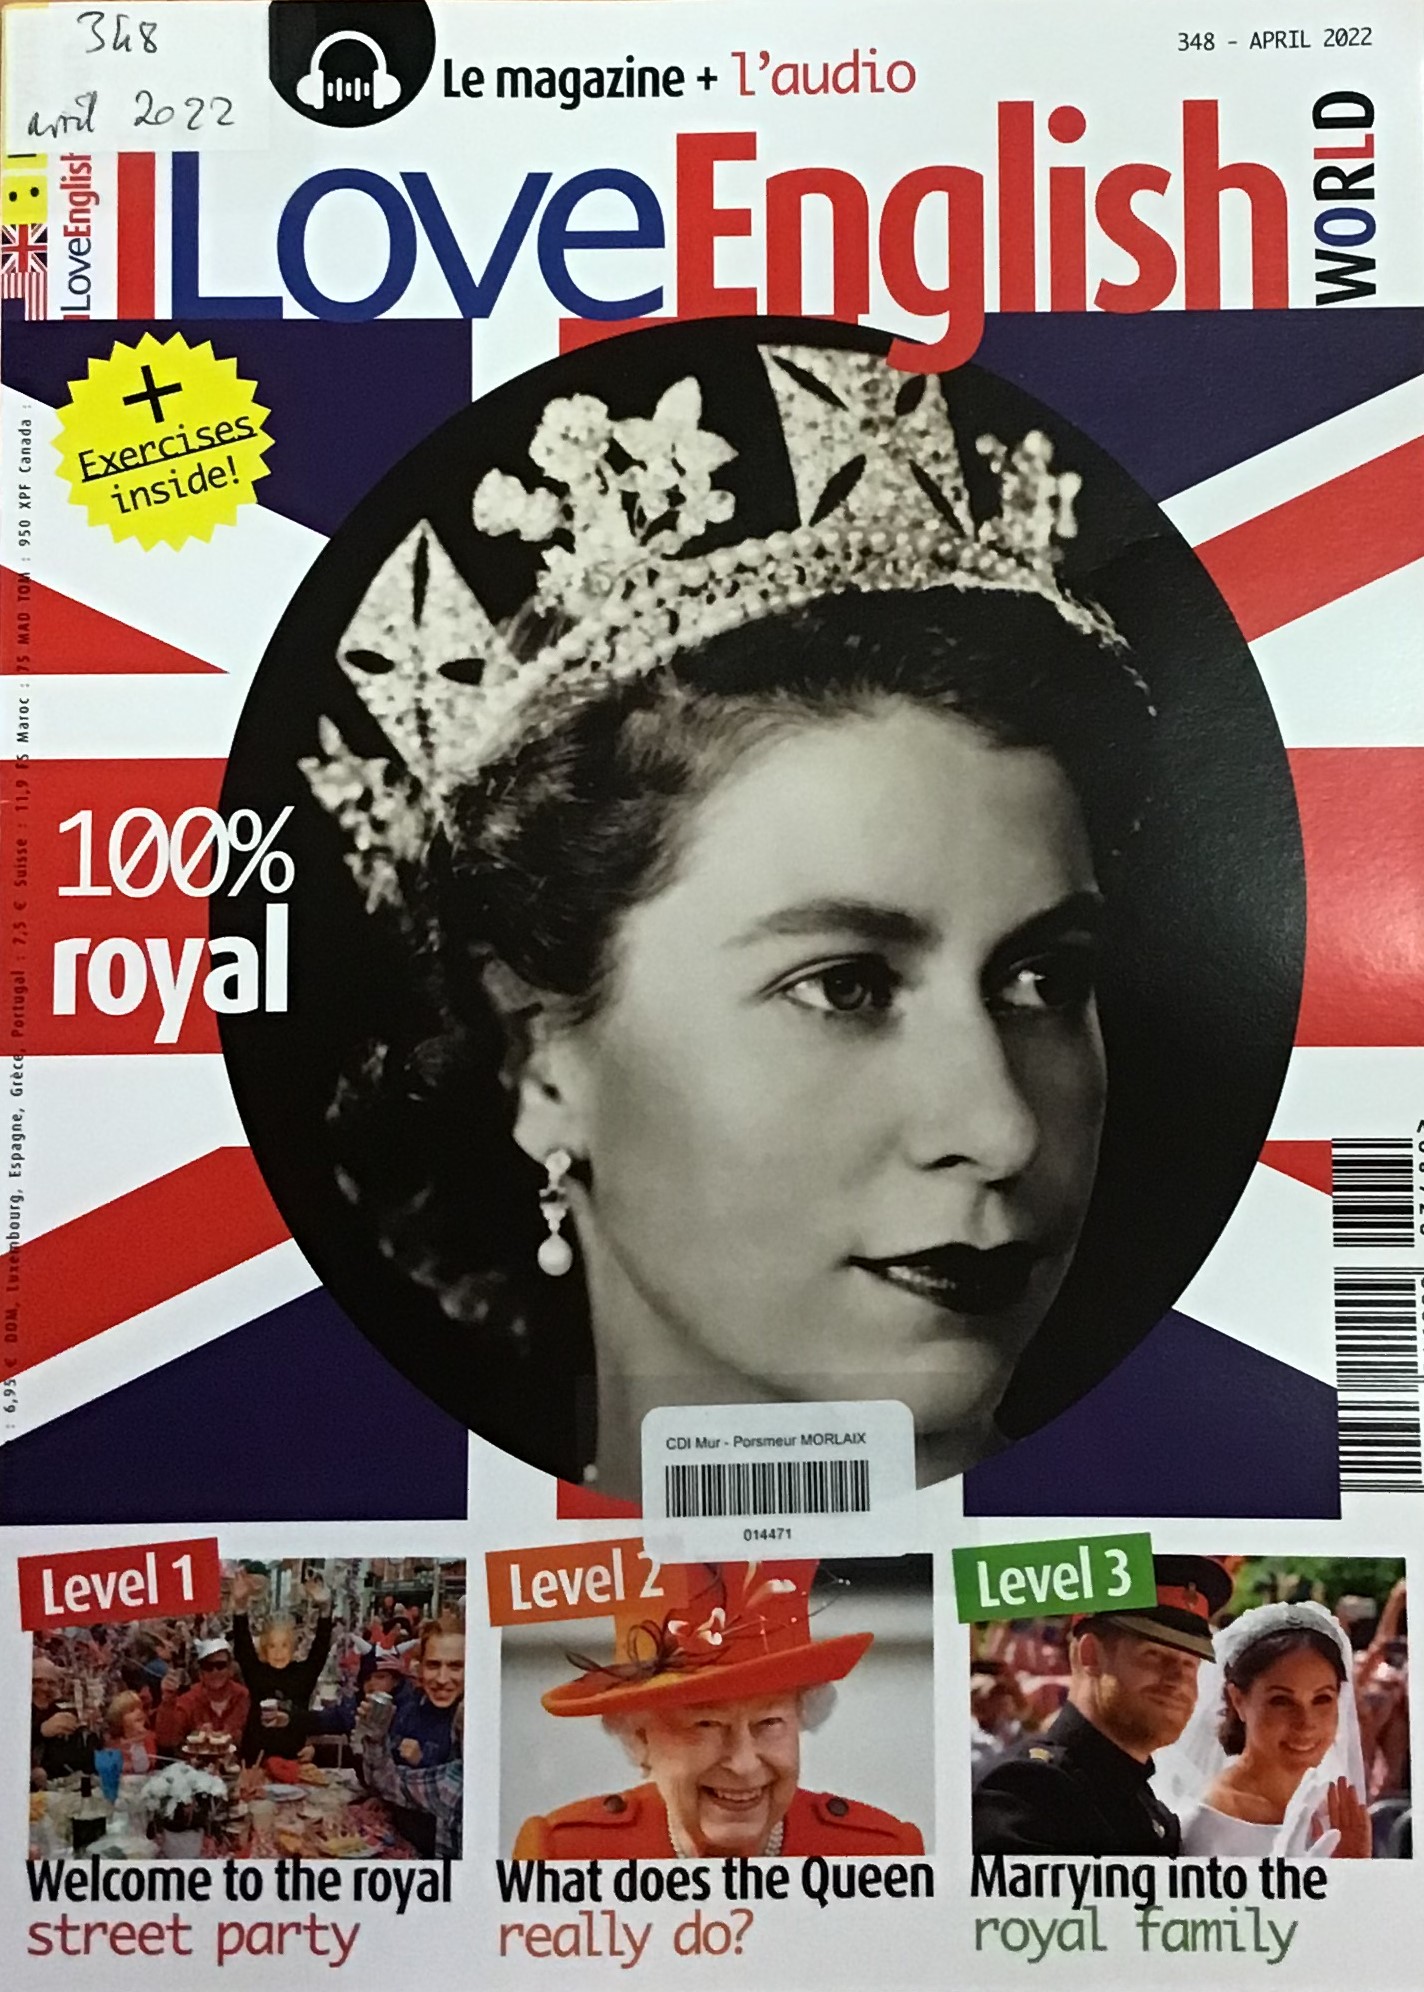 348
avril 2022
Le magazine + l'audio
348 - APRIL 2022
I Love English
WORLD
I Love English
+
Exercises
inside!
100%
royal
: 6,95 € DOM, Luxembourg, Espagne, Grèce, Portugal : 7,5 € Suisse : 11,9 FS Maroc : 75 MAD TOM : 950 XPF Canada :
CDI Mur - Porsmeur MORLAIX
014471
Level 1
Welcome to the royal
street party
Level 2
What does the Queen
really do?
Level 3
Marrying into the
royal family